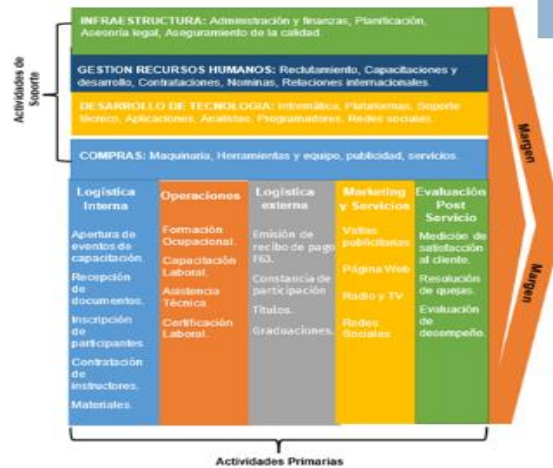 INFRAESTRUCTURA: Administración y finanzas, Planificación,
Asesoría legal, Aseguramiento de la calidad.
Actividades de
Soporte
GESTION RECURSOS HUMANOS: Reclutamiento, Capacitaciones y
desarrollo, Contrataciones, Nominas, Relaciones internacionales.
DESARROLLO DE TECNOLOGIA: Informática, Plataformas, Soporte
técnico, Aplicaciones, Analistas, Programadores, Redes sociales.
COMPRAS: Maquinaria, Herramientas y equipo, publicidad, servicios.
Margen
Logística
Interna
Apertura de
eventos de
capacitación.
Recepción
de
documentos.
Inscripción
de
participantes.
Contratación
de
instructores.
Materiales.
Operaciones
Formación
Ocupacional.
Capacitación
Laboral.
Asistencia
Técnica
Certificación
Laboral.
Logística
externa
Emisión de
recibo de pago
F63.
Constancia de
participación
Títulos.
Graduaciones.
Marketing
y Servicios
Vallas
publicitarias
Página Web
Radio y TV
Redes
Sociales
Evaluación
Post
Servicio
Medición de
satisfacción
al cliente.
Resolución
de quejas.
Evaluación
de
desempeño.
Margen
Actividades Primarias